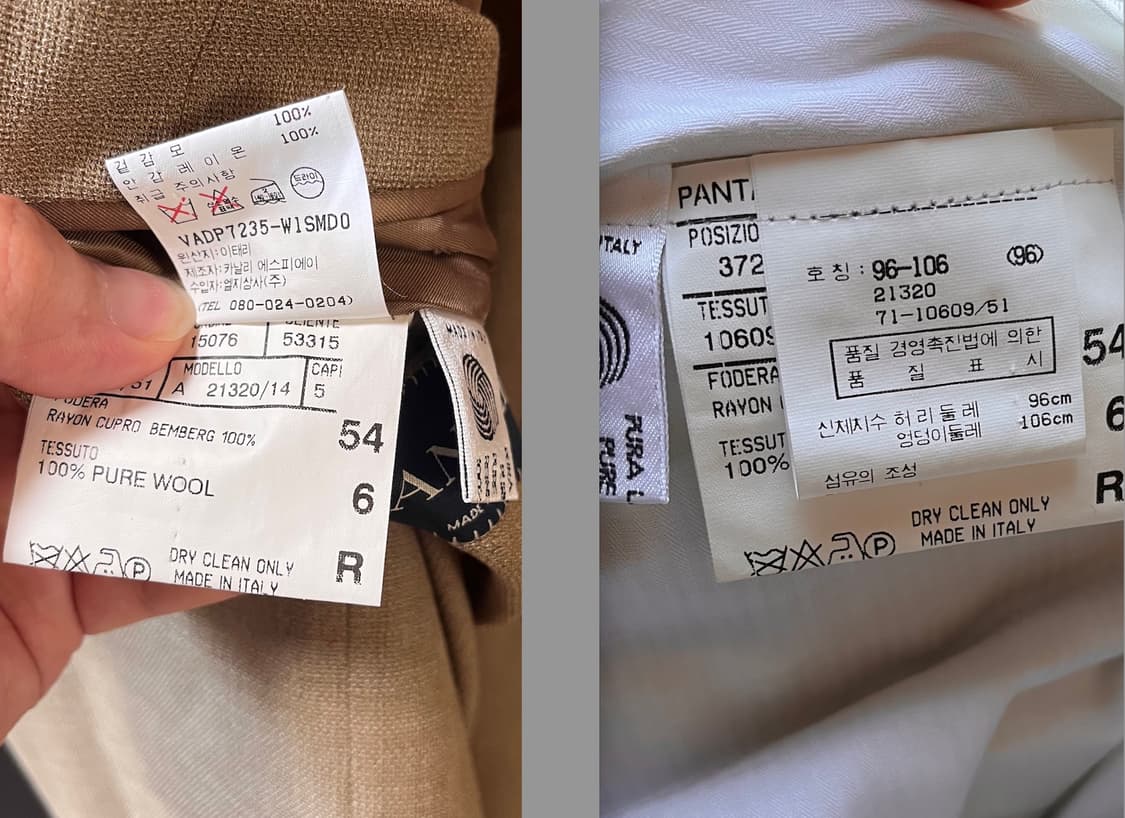 100%
100%
겉 감 모
안 감 레 이 온
취급 주의사항
드라이
VADP7235-W1SMD0
원산지:이태리
제조자:카날리 에스피에이
수입자:엘지상사(주)
(TEL 080-024-0204)
15076 53315
MODELLO CAPI
A 21320/14 5
RAYON CUPRO BEMBERG 100%
TESSUTO
100% PURE WOOL
54
6
R
DRY CLEAN ONLY
MADE IN ITALY
P
MADE
PANT
POSIZIO
372
TESSUT
10609
FODERA
RAYON
TESSUT
100%
ITALY
PURA L
PURE
호 칭 : 96-106 (96)
21320
71-10609/51
품질 경영촉진법에 의한
품 질 표 시
신체치수 허 리 둘 레 96cm
엉덩이둘레 106cm
섬유의 조성
54
6
R
DRY CLEAN ONLY
MADE IN ITALY
P